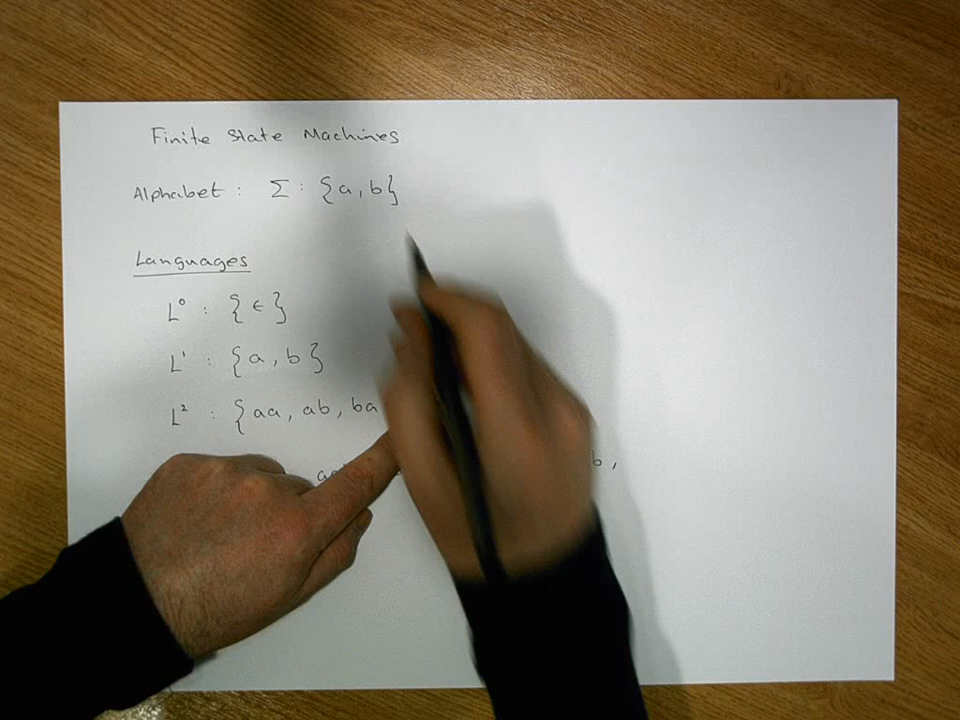 Finite State Machines
Alphabet : Σ : {a, b}
Languages
L⁰ : {ϵ}
L¹ : {a, b}
L² : {aa, ab, ba
b,